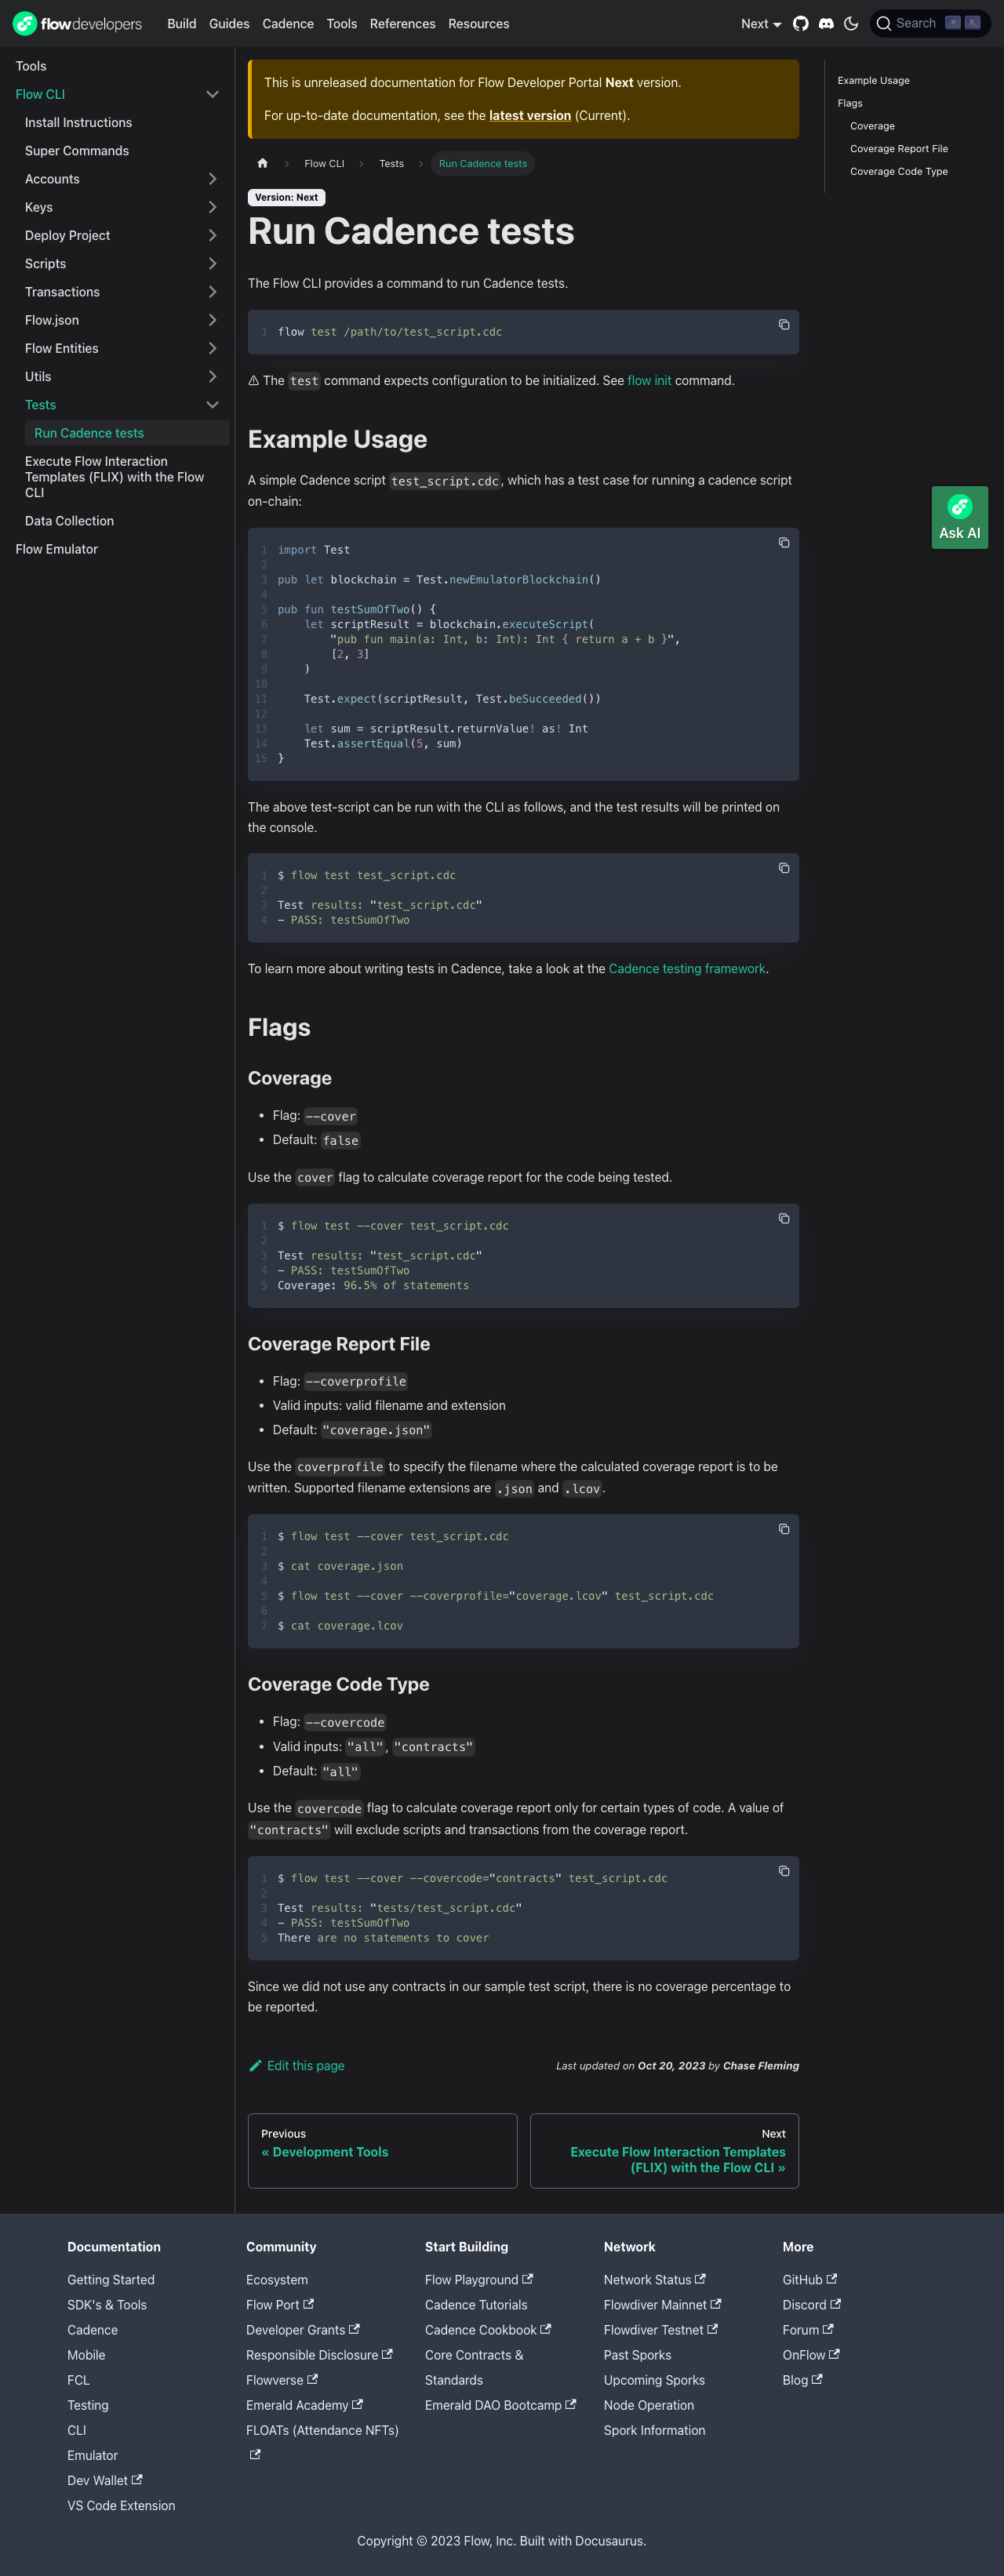 flow developers
Build Guides Cadence Tools References Resources
Next
Search ⌘ K
Tools
Flow CLI
Install Instructions
Super Commands
Accounts
Keys
Deploy Project
Scripts
Transactions
Flow.json
Flow Entities
Utils
Tests
Run Cadence tests
Execute Flow Interaction
Templates (FLIX) with the Flow
CLI
Data Collection
Flow Emulator
This is unreleased documentation for Flow Developer Portal Next version.
For up-to-date documentation, see the latest version (Current).
Flow CLI > Tests > Run Cadence tests
Version: Next
Run Cadence tests
The Flow CLI provides a command to run Cadence tests.
1 flow test /path/to/test_script.cdc
⚠ The test command expects configuration to be initialized. See flow init command.
Example Usage
A simple Cadence script test_script.cdc, which has a test case for running a cadence script
on-chain:
1 import Test
2
3 pub let blockchain = Test.newEmulatorBlockchain()
4
5 pub fun testSumOfTwo() {
6     let scriptResult = blockchain.executeScript(
7         "pub fun main(a: Int, b: Int): Int { return a + b }",
8         [2, 3]
9     )
10
11     Test.expect(scriptResult, Test.beSucceeded())
12
13     let sum = scriptResult.returnValue! as! Int
14     Test.assertEqual(5, sum)
15 }
The above test-script can be run with the CLI as follows, and the test results will be printed on
the console.
1 $ flow test test_script.cdc
2
3 Test results: "test_script.cdc"
4 - PASS: testSumOfTwo
To learn more about writing tests in Cadence, take a look at the Cadence testing framework.
Flags
Coverage
• Flag: --cover
• Default: false
Use the cover flag to calculate coverage report for the code being tested.
1 $ flow test --cover test_script.cdc
2
3 Test results: "test_script.cdc"
4 - PASS: testSumOfTwo
5 Coverage: 96.5% of statements
Coverage Report File
• Flag: --coverprofile
• Valid inputs: valid filename and extension
• Default: "coverage.json"
Use the coverprofile to specify the filename where the calculated coverage report is to be
written. Supported filename extensions are .json and .lcov.
1 $ flow test --cover test_script.cdc
2
3 $ cat coverage.json
4
5 $ flow test --cover --coverprofile="coverage.lcov" test_script.cdc
6
7 $ cat coverage.lcov
Coverage Code Type
• Flag: --covercode
• Valid inputs: "all", "contracts"
• Default: "all"
Use the covercode flag to calculate coverage report only for certain types of code. A value of
"contracts" will exclude scripts and transactions from the coverage report.
1 $ flow test --cover --covercode="contracts" test_script.cdc
2
3 Test results: "tests/test_script.cdc"
4 - PASS: testSumOfTwo
5 There are no statements to cover
Since we did not use any contracts in our sample test script, there is no coverage percentage to
be reported.
Edit this page
Last updated on Oct 20, 2023 by Chase Fleming
Previous
« Development Tools
Next
Execute Flow Interaction Templates
(FLIX) with the Flow CLI »
Example Usage
Flags
Coverage
Coverage Report File
Coverage Code Type
Ask AI
Documentation
Getting Started
SDK's & Tools
Cadence
Mobile
FCL
Testing
CLI
Emulator
Dev Wallet
VS Code Extension
Community
Ecosystem
Flow Port
Developer Grants
Responsible Disclosure
Flowverse
Emerald Academy
FLOATs (Attendance NFTs)
Start Building
Flow Playground
Cadence Tutorials
Cadence Cookbook
Core Contracts &
Standards
Emerald DAO Bootcamp
Network
Network Status
Flowdiver Mainnet
Flowdiver Testnet
Past Sporks
Upcoming Sporks
Node Operation
Spork Information
More
GitHub
Discord
Forum
OnFlow
Blog
Copyright © 2023 Flow, Inc. Built with Docusaurus.